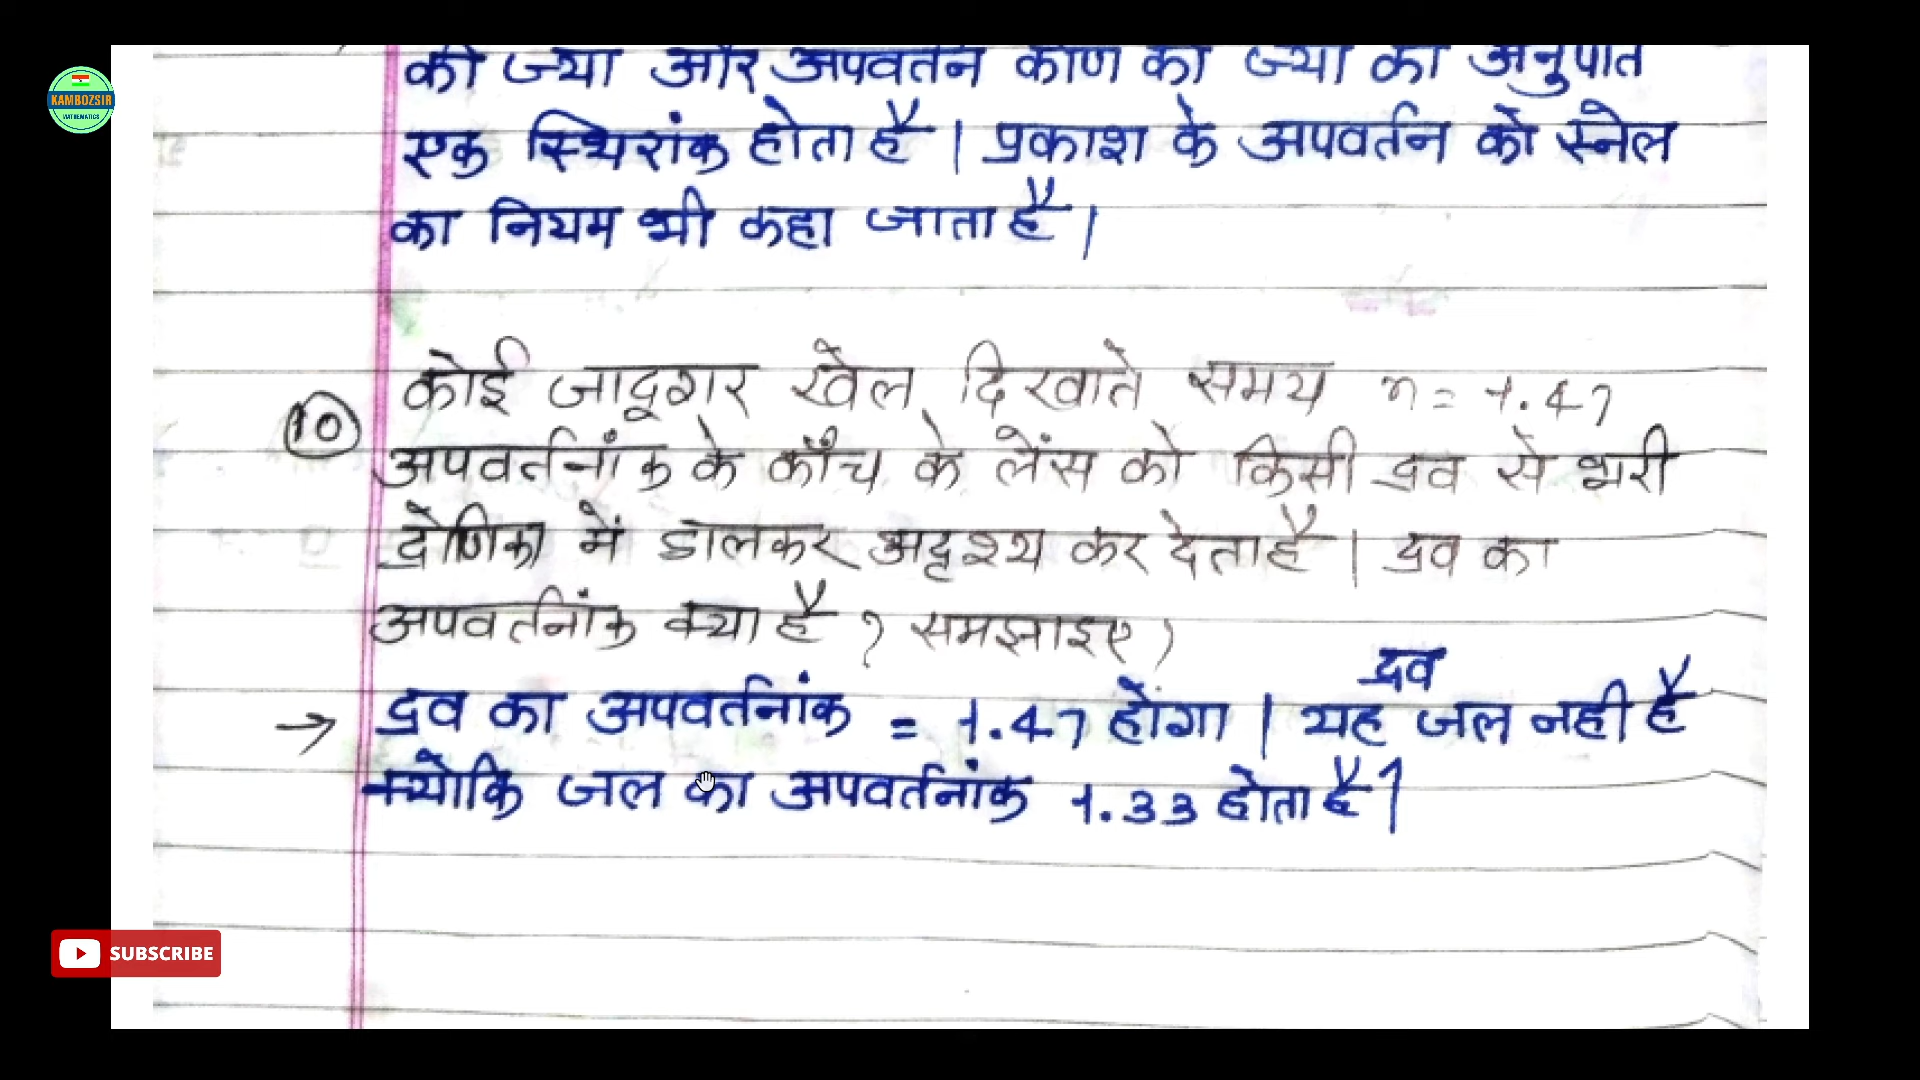 की ज्या और अपवर्तन कोण की ज्या का अनुपात
एक स्थिरांक होता है | प्रकाश के अपवर्तन को स्नेल
का नियम भी कहा जाता है |
KAMBOZSIR
MATHEMATICS
कोई जादूगर खेल दिखाते समय n = 1.47
10
अपवर्तनांक के काँच के लेंस को किसी द्रव से भरी
द्रोणिका में डालकर अदृश्य कर देता है | द्रव का
अपवर्तनांक क्या है ? समझाइए )
द्रव
→ द्रव का अपवर्तनांक = 1.47 होंगा | यह जल नही है
क्योकि जल का अपवर्तनांक 1.33 होता है |
SUBSCRIBE